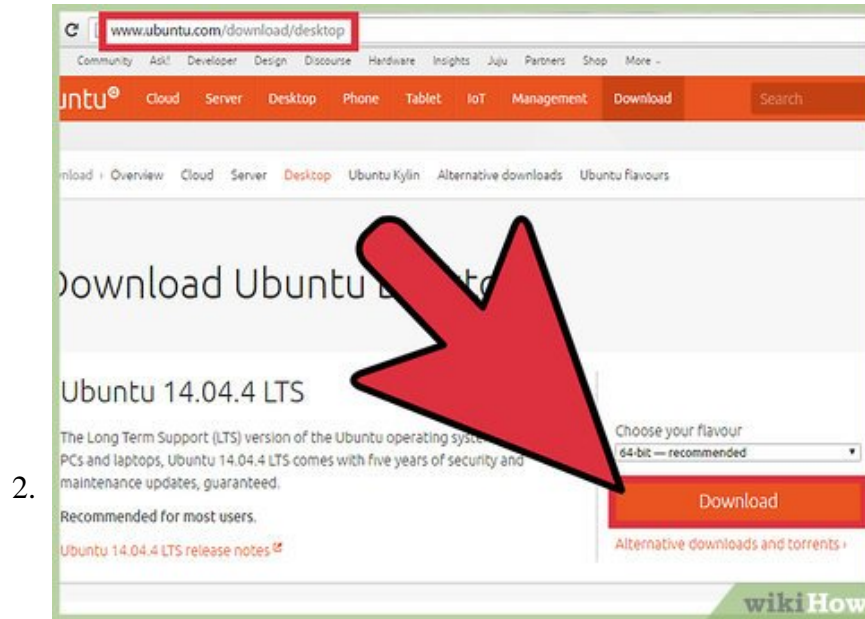 www.ubuntu.com/download/desktop
Community Ask! Developer Design Discourse Hardware Insights Juju Partners Shop More
untu Cloud Server Desktop Phone Tablet IoT Management Download Search
nload › Overview Cloud Server Desktop Ubuntu Kylin Alternative downloads Ubuntu flavours
Download Ubuntu
Ubuntu 14.04.4 LTS
The Long Term Support (LTS) version of the Ubuntu operating
PCs and laptops, Ubuntu 14.04.4 LTS comes with five years of security and
maintenance updates, guaranteed.
Recommended for most users.
Ubuntu 14.04.4 LTS release notes
Choose your flavour
64-bit — recommended
Download
Alternative downloads and torrents ›
2.
wikiHow